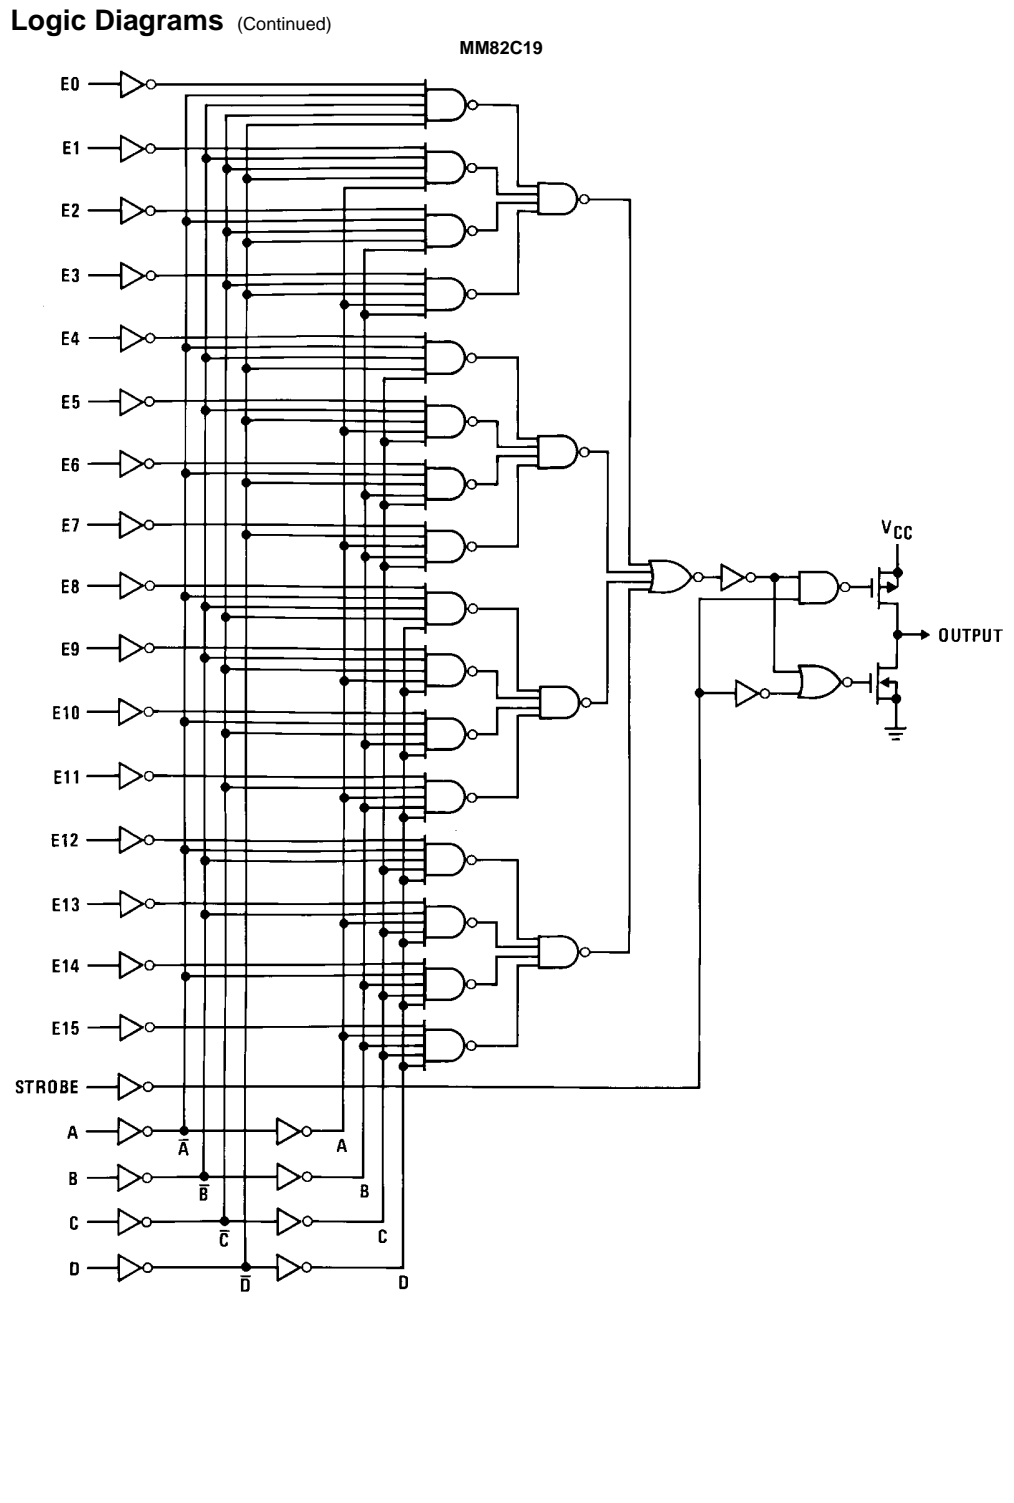 Logic Diagrams (Continued)
MM82C19
E0
E1
E2
E3
E4
E5
E6
E7
VCC
E8
OUTPUT
E9
E10
E11
E12
E13
E14
E15
STROBE
A
A̅
A
B
B̅
B
C
C̅
C
D
D̅
D